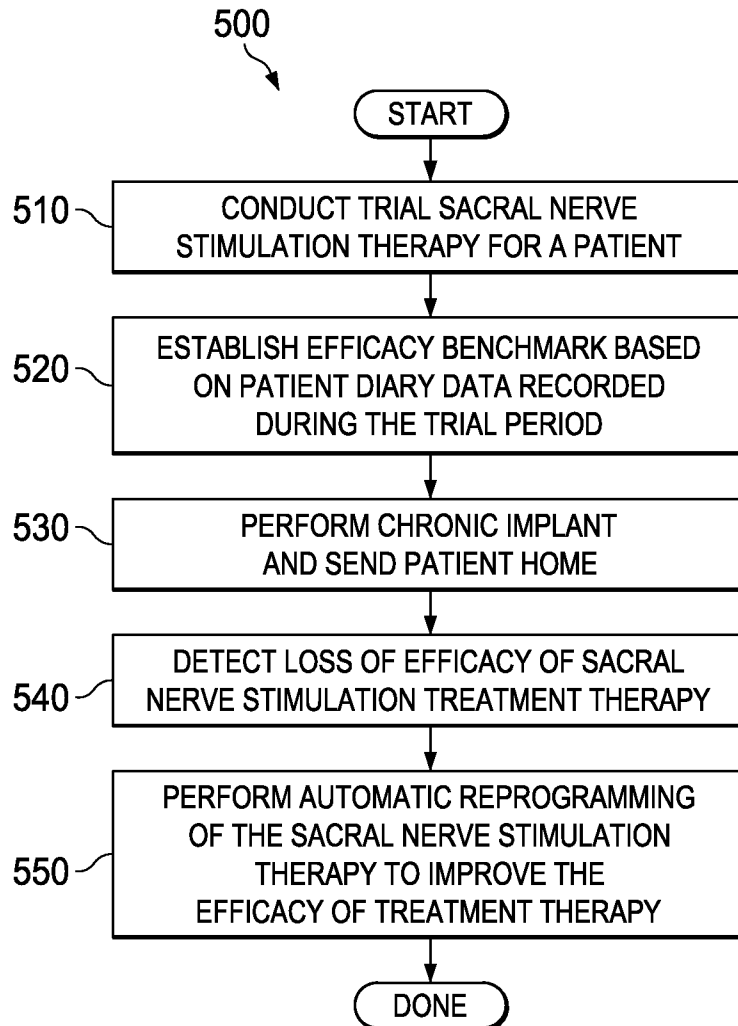 500
START
510
CONDUCT TRIAL SACRAL NERVE
STIMULATION THERAPY FOR A PATIENT
520
ESTABLISH EFFICACY BENCHMARK BASED
ON PATIENT DIARY DATA RECORDED
DURING THE TRIAL PERIOD
530
PERFORM CHRONIC IMPLANT
AND SEND PATIENT HOME
540
DETECT LOSS OF EFFICACY OF SACRAL
NERVE STIMULATION TREATMENT THERAPY
550
PERFORM AUTOMATIC REPROGRAMMING
OF THE SACRAL NERVE STIMULATION
THERAPY TO IMPROVE THE
EFFICACY OF TREATMENT THERAPY
DONE